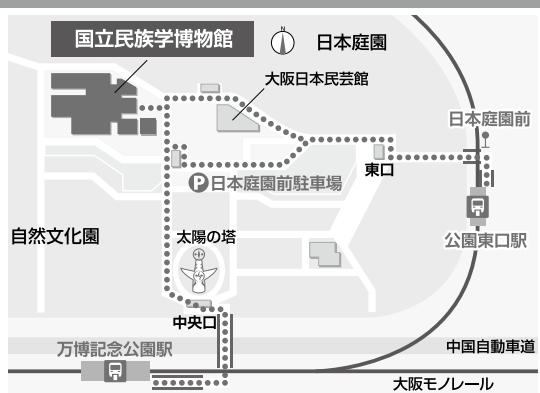 国立民族学博物館
N
日本庭園
大阪日本民芸館
日本庭園前
東口
P日本庭園前駐車場
公園東口駅
自然文化園
太陽の塔
中央口
万博記念公園駅
中国自動車道
大阪モノレール